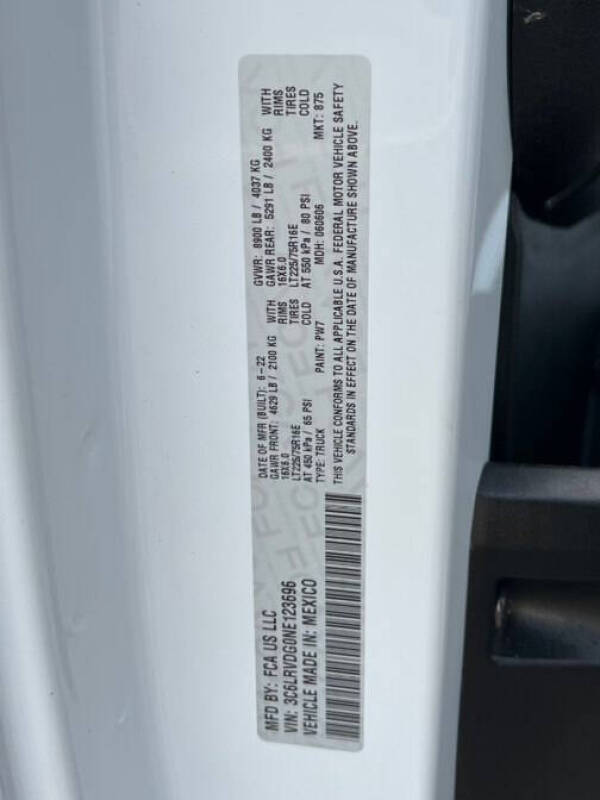 MFD BY: FCA US LLC
VIN: 3C6LRVDG0NE123696
VEHICLE MADE IN: MEXICO
DATE OF MFR (BUILT): 6-22 GVWR: 8900 LB / 4037 KG
GAWR FRONT: 4629 LB / 2100 KG WITH GAWR REAR: 5291 LB / 2400 KG WITH
16X6.0 RIMS 16X6.0 RIMS
LT225/75R16E TIRES LT225/75R16E TIRES
AT 450 kPa / 65 PSI COLD AT 550 kPa / 80 PSI COLD
TYPE: TRUCK PAINT: PW7 MDH: 060606 MKT: 875
THIS VEHICLE CONFORMS TO ALL APPLICABLE U.S.A. FEDERAL MOTOR VEHICLE SAFETY
STANDARDS IN EFFECT ON THE DATE OF MANUFACTURE SHOWN ABOVE.